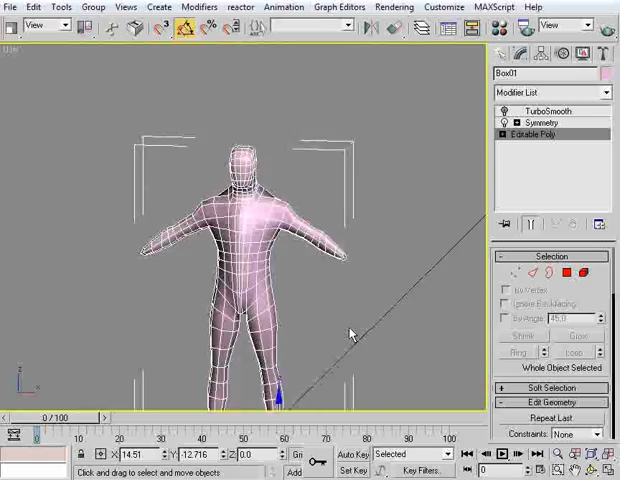 File Edit Tools Group Views Create Modifiers reactor Animation Graph Editors Rendering Customize MAXScript Help
View
3
View
Box01
Modifier List
TurboSmooth
Symmetry
Editable Poly
Selection
By Vertex
Ignore Backfacing
By Angle: 45.0
Shrink Grow
Ring Loop
Whole Object Selected
Soft Selection
Edit Geometry
Repeat Last
Constraints: None
z
x
0 / 100
0 10 20 30 40 50 60 70 80 90 100
X: 14.51 Y: -12.716 Z: 0.0 Gri
Auto Key Selected
Click and drag to select and move objects
Add
Set Key Key Filters...
0